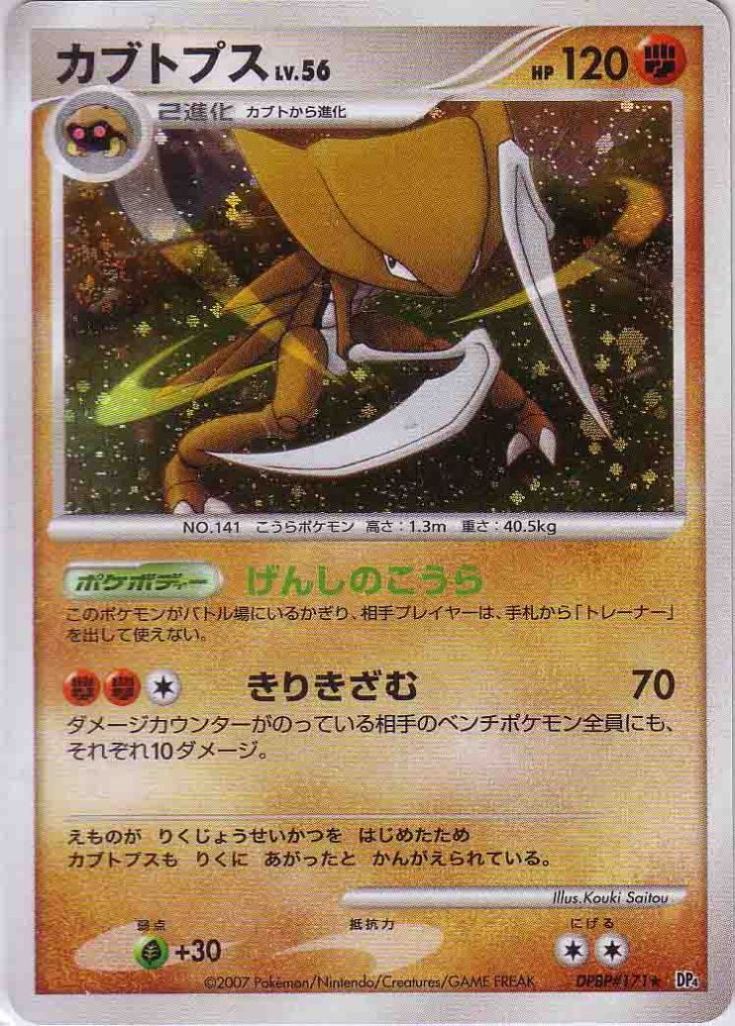 カブトプス LV.56 HP 120
2進化 カブトから進化
NO.141 こうらポケモン 高さ:1.3m 重さ:40.5kg
ポケボディー げんしのこうら
このポケモンがバトル場にいるかぎり、相手プレイヤーは、手札から「トレーナー」
を出して使えない。
きりきざむ 70
ダメージカウンターがのっている相手のベンチポケモン全員にも、
それぞれ10ダメージ。
えものが りくじょうせいかつを はじめたため
カブトプスも りくに あがったと かんがえられている。
Illus.Kouki Saitou
弱点 抵抗力 にげる
+30
©2007 Pokémon/Nintendo/Creatures/GAME FREAK DPBP#171★ DP4